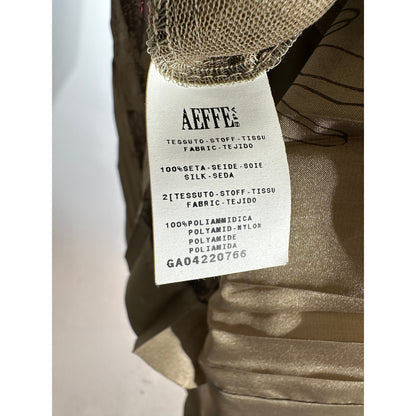 AEFFE SPA
TESSUTO-STOFF-TISSU
FABRIC-TEJIDO
100%SETA-SEIDE-SOIE
SILK-SEDA
2[TESSUTO-STOFF-TISSU
FABRIC-TEJIDO
100%POLIAMMIDICA
POLYAMID-NYLON
POLYAMIDE
POLIAMIDA
GA04220766